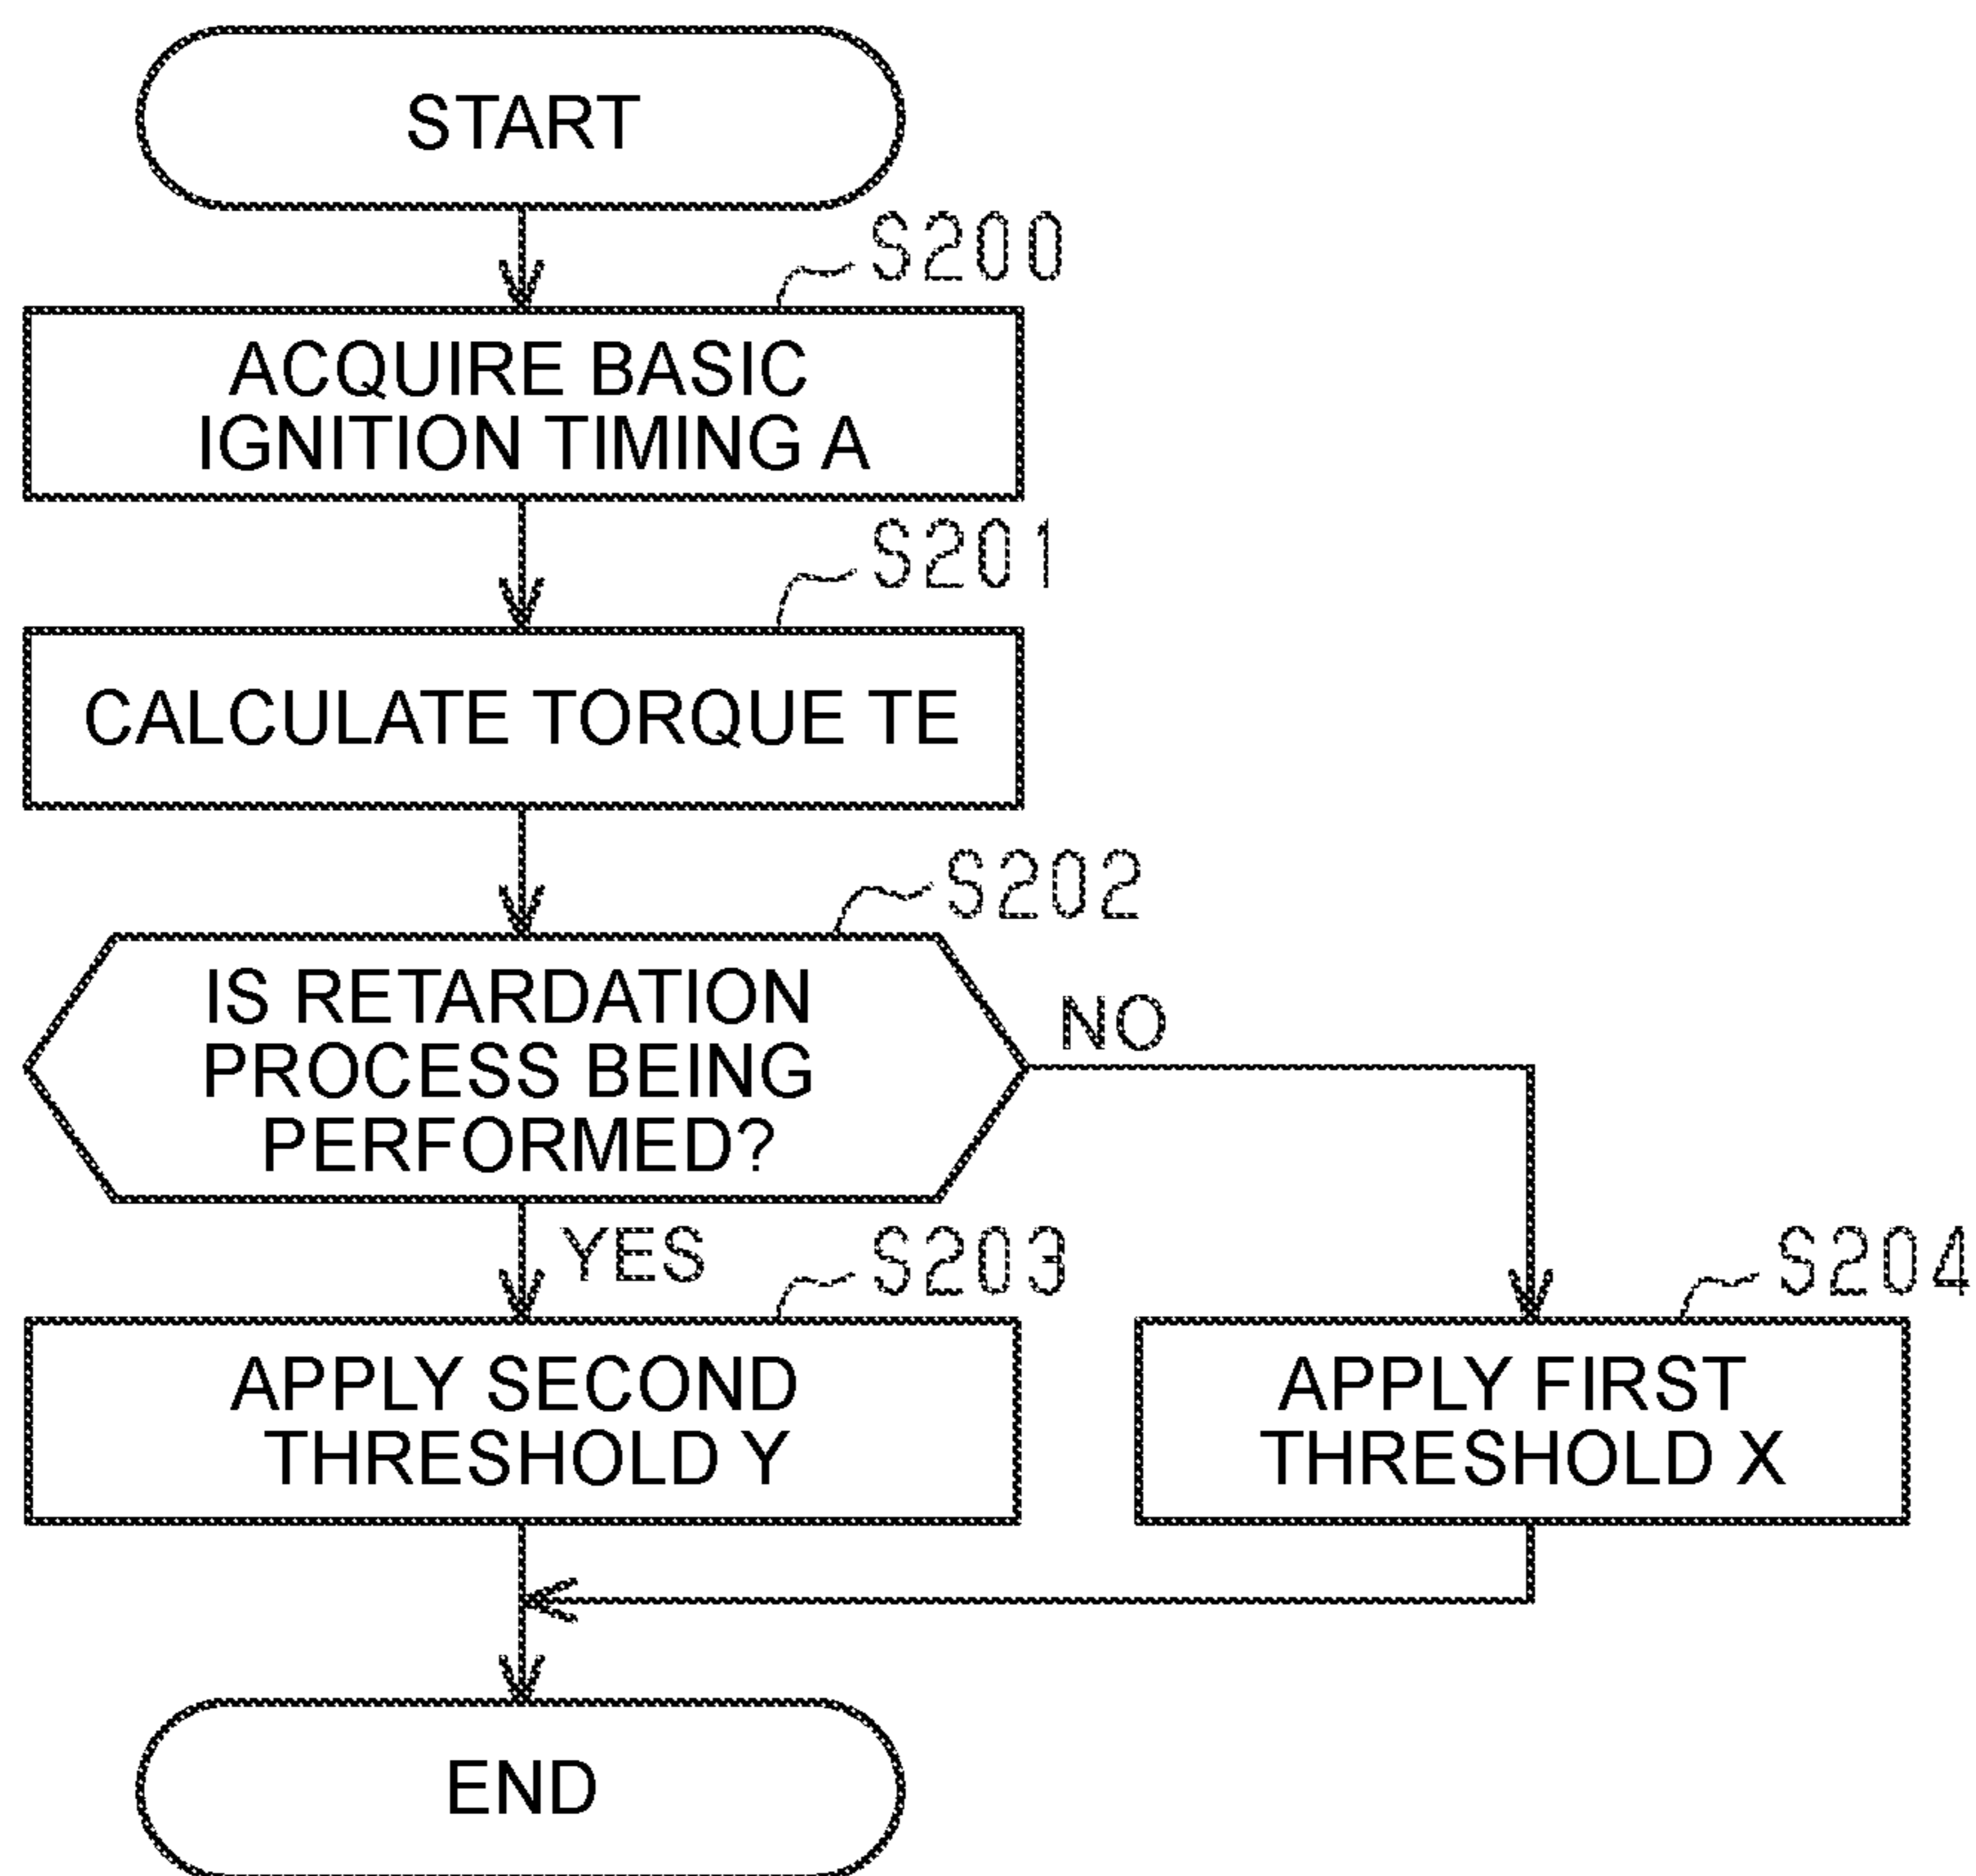 START
S200
ACQUIRE BASIC
IGNITION TIMING A
S201
CALCULATE TORQUE TE
S202
IS RETARDATION
PROCESS BEING
PERFORMED?
NO
YES
S203
S204
APPLY SECOND
THRESHOLD Y
APPLY FIRST
THRESHOLD X
END